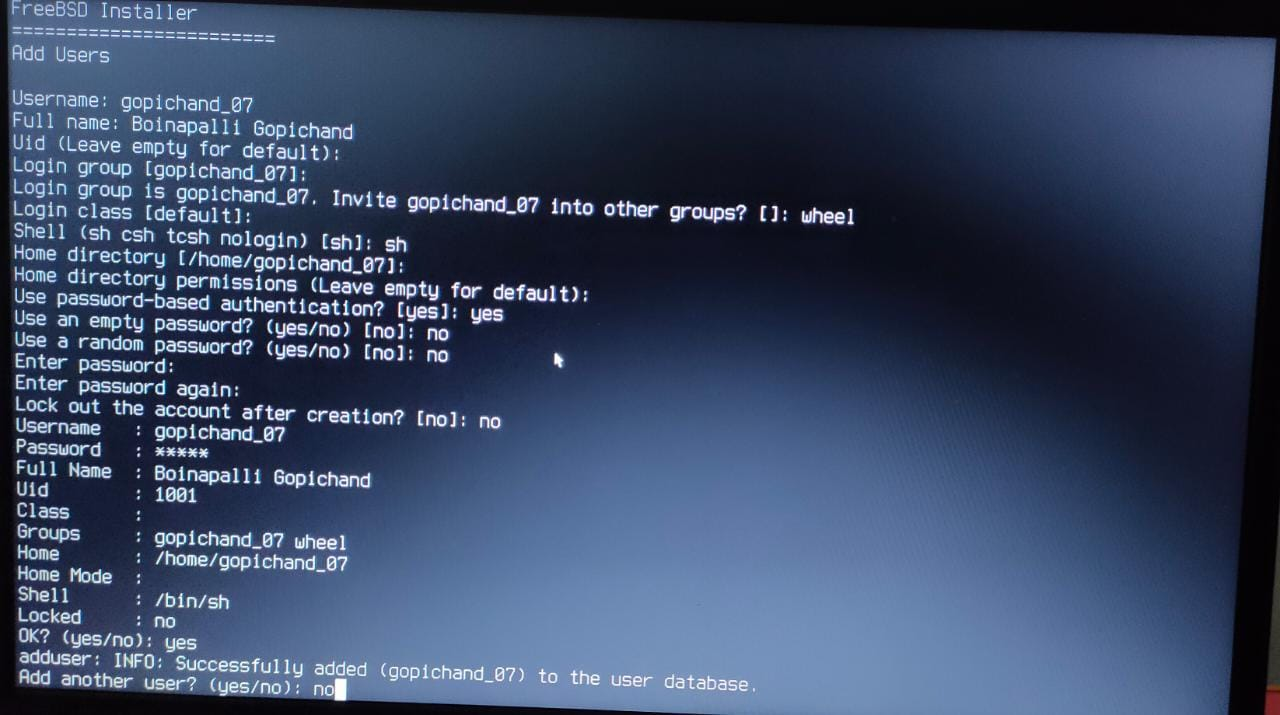 FreeBSD Installer
========================
Add Users

Username: gopichand_07
Full name: Boinapalli Gopichand
Uid (Leave empty for default):
Login group [gopichand_07]:
Login group is gopichand_07. Invite gopichand_07 into other groups? []: wheel
Login class [default]:
Shell (sh csh tcsh nologin) [sh]: sh
Home directory [/home/gopichand_07]:
Home directory permissions (Leave empty for default):
Use password-based authentication? [yes]: yes
Use an empty password? (yes/no) [no]: no
Use a random password? (yes/no) [no]: no
Enter password:
Enter password again:
Lock out the account after creation? [no]: no
Username   : gopichand_07
Password   : *****
Full Name  : Boinapalli Gopichand
Uid        : 1001
Class      :
Groups     : gopichand_07 wheel
Home       : /home/gopichand_07
Home Mode  :
Shell      : /bin/sh
Locked     : no
OK? (yes/no): yes
adduser: INFO: Successfully added (gopichand_07) to the user database.
Add another user? (yes/no): no